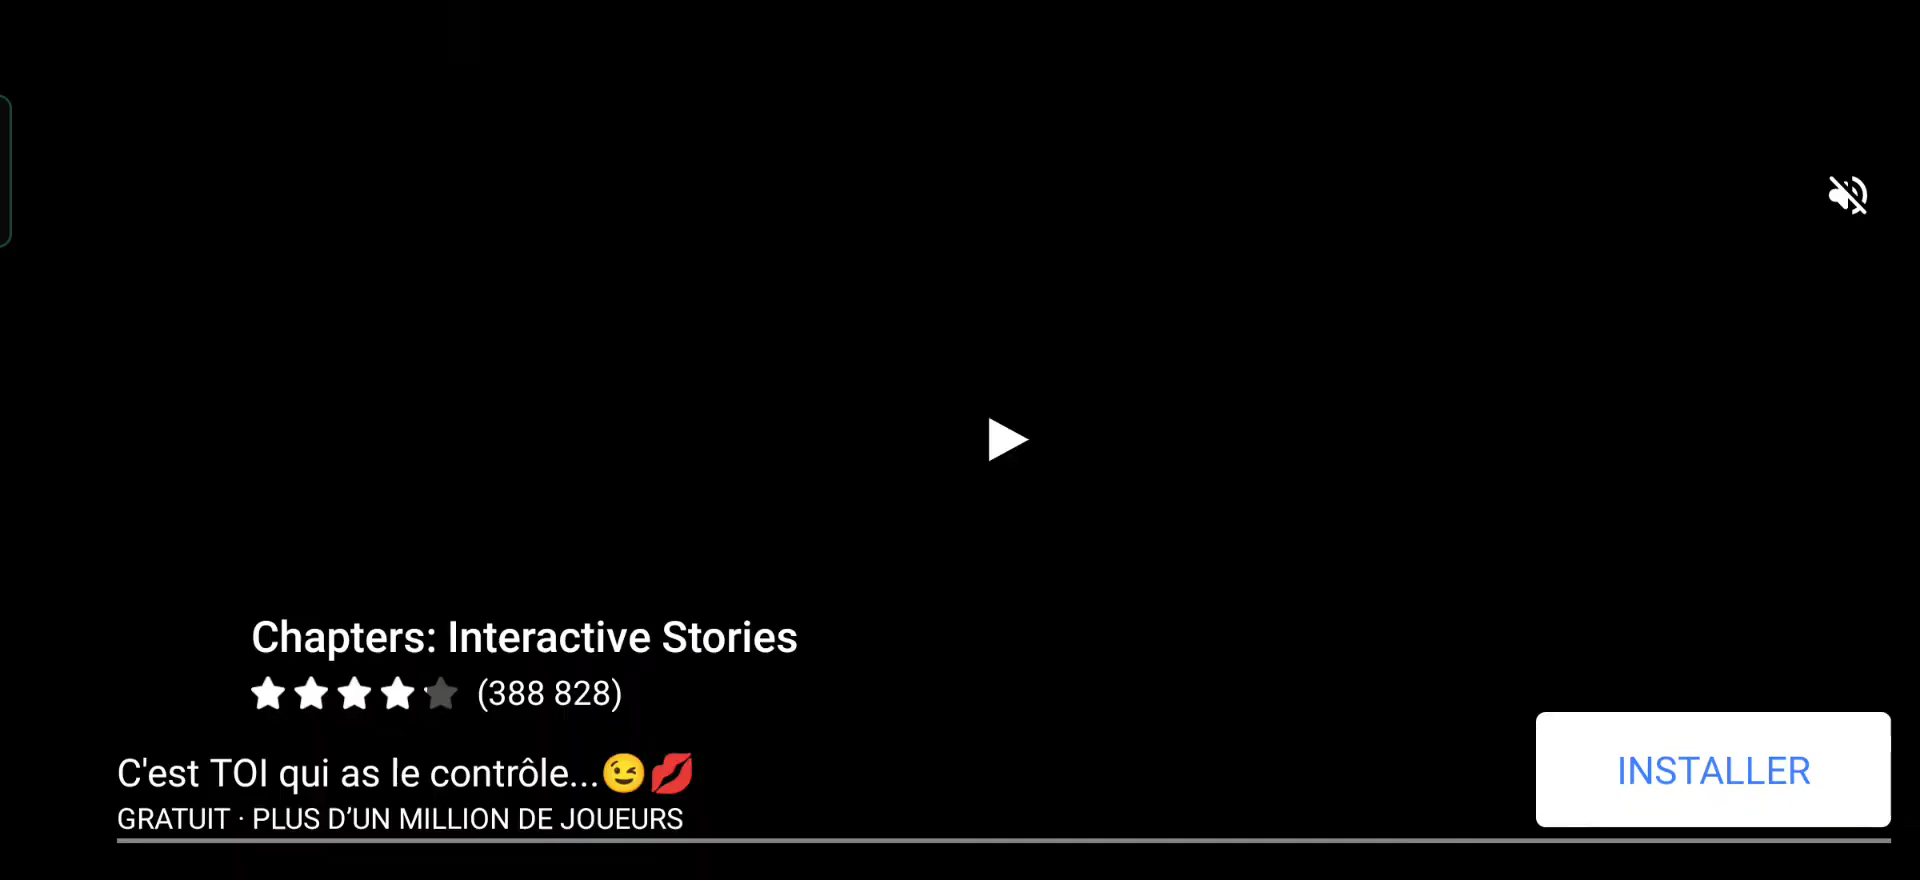 Chapters: Interactive Stories
(388 828)
C'est TOI qui as le contrôle...😉💋
GRATUIT · PLUS D’UN MILLION DE JOUEURS
INSTALLER